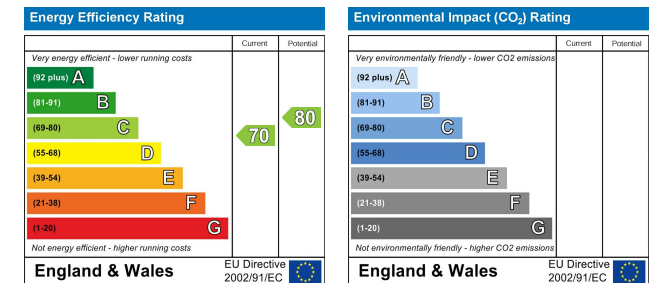 Energy Efficiency Rating
Current Potential
Very energy efficient - lower running costs
(92 plus) A
(81-91) B
(69-80) C
(55-68) D
(39-54) E
(21-38) F
(1-20) G
70
80
Not energy efficient - higher running costs
England & Wales
EU Directive
2002/91/EC
Environmental Impact (CO2) Rating
Current Potential
Very environmentally friendly - lower CO2 emissions
(92 plus) A
(81-91) B
(69-80) C
(55-68) D
(39-54) E
(21-38) F
(1-20) G
Not environmentally friendly - higher CO2 emissions
England & Wales
EU Directive
2002/91/EC